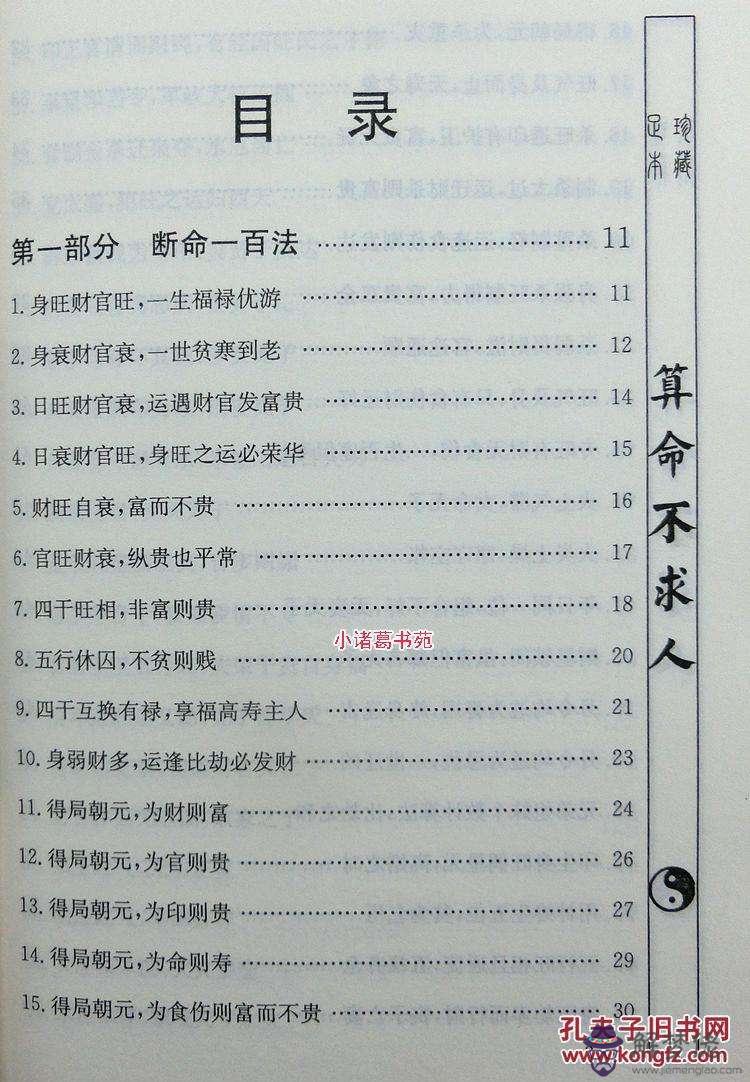 目 录
第一部分 断命一百法 …… 11
1. 身旺财官旺，一生福禄优游 …… 11
2. 身衰财官衰，一世贫寒到老 …… 12
3. 日旺财官衰，运遇财官发富贵 …… 14
4. 日衰财官旺，身旺之运必荣华 …… 15
5. 财旺自衰，富而不贵 …… 16
6. 官旺财衰，纵贵也平常 …… 17
7. 四干旺相，非富则贵 …… 18
小诸葛书苑
8. 五行休囚，不贫则贱 …… 20
9. 四干互换有禄，享福高寿主人 …… 21
10. 身弱财多，运逢比劫必发财 …… 23
11. 得局朝元，为财则富 …… 24
12. 得局朝元，为官则贵 …… 26
13. 得局朝元，为印则贵 …… 27
14. 得局朝元，为命则寿 …… 29
15. 得局朝元，为食伤则富而不贵 …… 30
珍藏
足本
算命不求人
孔夫子旧书网
www.kongfz.com
解梦佬
www.jiemenglao.com